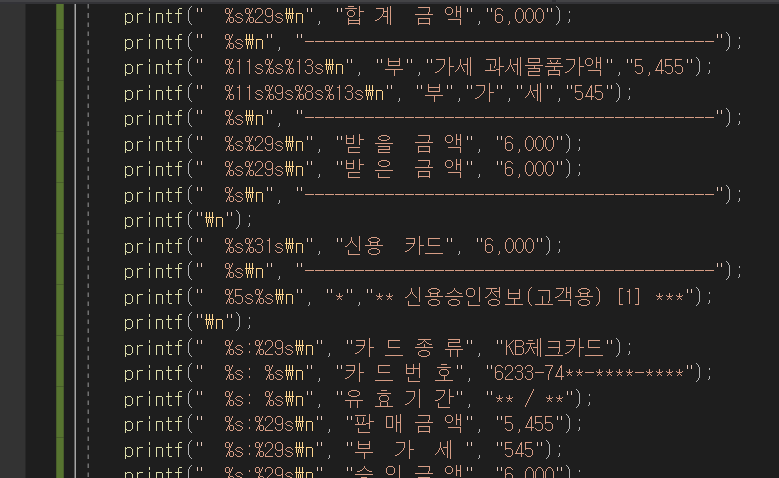 printf("  %s%29s₩n", "합 계  금 액","6,000");
printf("  %s₩n", "-----------------------------------------");
printf("  %11s%s%13s₩n", "부","가세 과세물품가액","5,455");
printf("  %11s%9s%8s%13s₩n", "부","가","세","545");
printf("  %s₩n", "-----------------------------------------");
printf("  %s%29s₩n", "받 을  금 액", "6,000");
printf("  %s%29s₩n", "받 은  금 액", "6,000");
printf("  %s₩n", "-----------------------------------------");
printf("₩n");
printf("  %s%31s₩n", "신용  카드", "6,000");
printf("  %s₩n", "-----------------------------------------");
printf("  %5s%s₩n", "*","** 신용승인정보(고객용) [1] ***");
printf("₩n");
printf("  %s:%29s₩n", "카 드 종 류", "KB체크카드");
printf("  %s: %s₩n", "카 드 번 호", "6233-74**-****-****");
printf("  %s: %s₩n", "유 효 기 간", "** / **");
printf("  %s:%29s₩n", "판 매 금 액", "5,455");
printf("  %s:%29s₩n", "부  가  세 ", "545");
printf("  %s:%29s₩n", "승 인 금 액", "6,000");